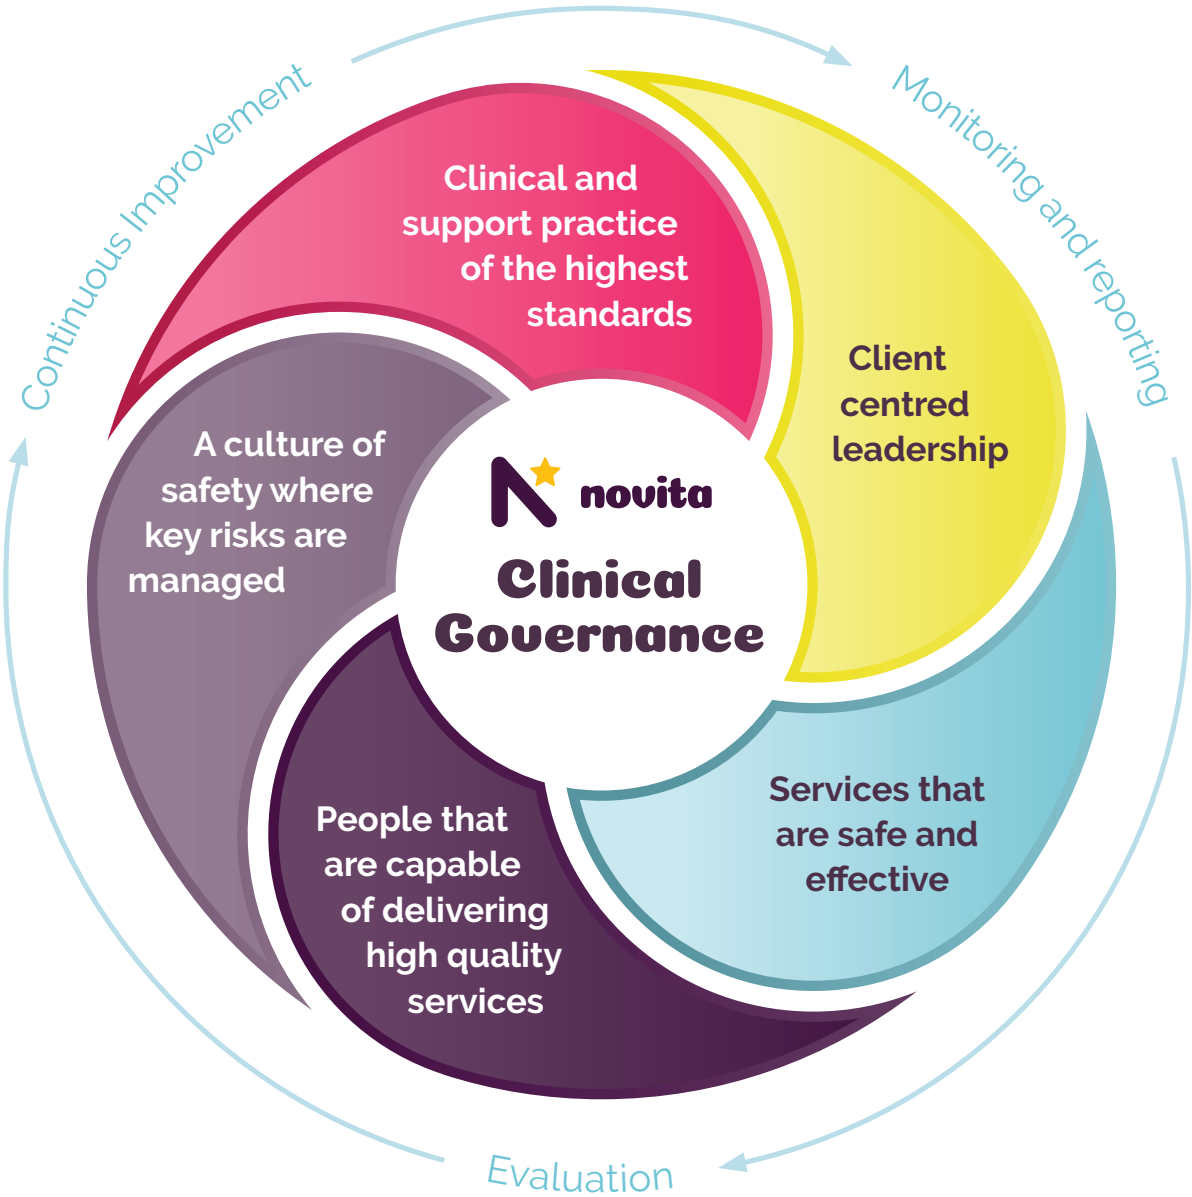 Continuous Improvement
Monitoring and reporting
Clinical and
support practice
of the highest
standards
Client
centred
leadership
A culture of
safety where
key risks are
managed
novita
Clinical
Governance
Services that
are safe and
effective
People that
are capable
of delivering
high quality
services
Evaluation